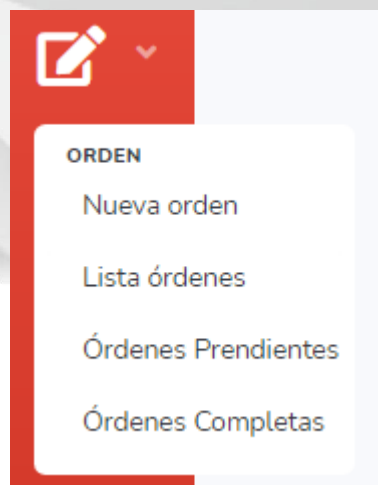 ORDEN
Nueva orden
Lista órdenes
Órdenes Prendientes
Órdenes Completas